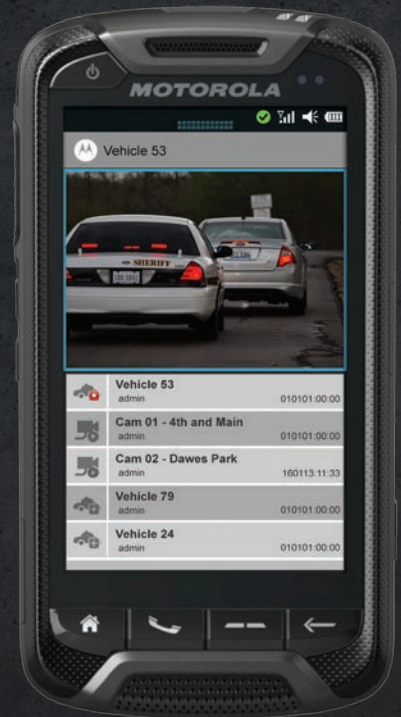 MOTOROLA
Vehicle 53
SHERIFF
Vehicle 53
admin 010101:00:00
Cam 01 - 4th and Main
admin 010101:00:00
Cam 02 - Dawes Park
admin 160113:11:33
Vehicle 79
admin 010101:00:00
Vehicle 24
admin 010101:00:00